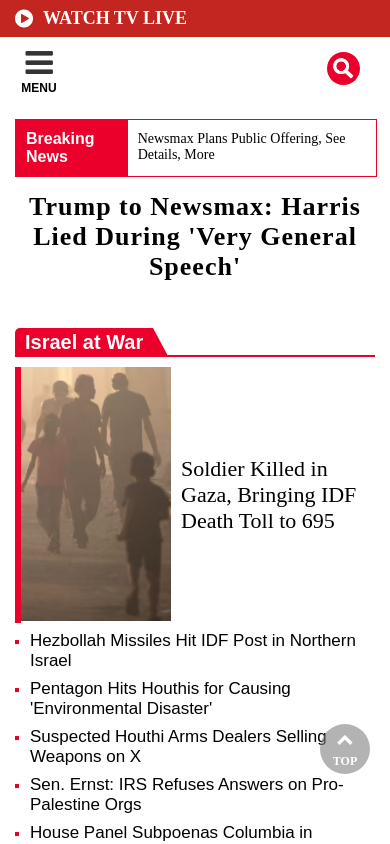 WATCH TV LIVE
MENU
Breaking
News
Newsmax Plans Public Offering, See
Details, More
Trump to Newsmax: Harris
Lied During 'Very General
Speech'
Israel at War
Soldier Killed in
Gaza, Bringing IDF
Death Toll to 695
Hezbollah Missiles Hit IDF Post in Northern
Israel
Pentagon Hits Houthis for Causing
'Environmental Disaster'
Suspected Houthi Arms Dealers Selling
Weapons on X
TOP
Sen. Ernst: IRS Refuses Answers on Pro-
Palestine Orgs
House Panel Subpoenas Columbia in